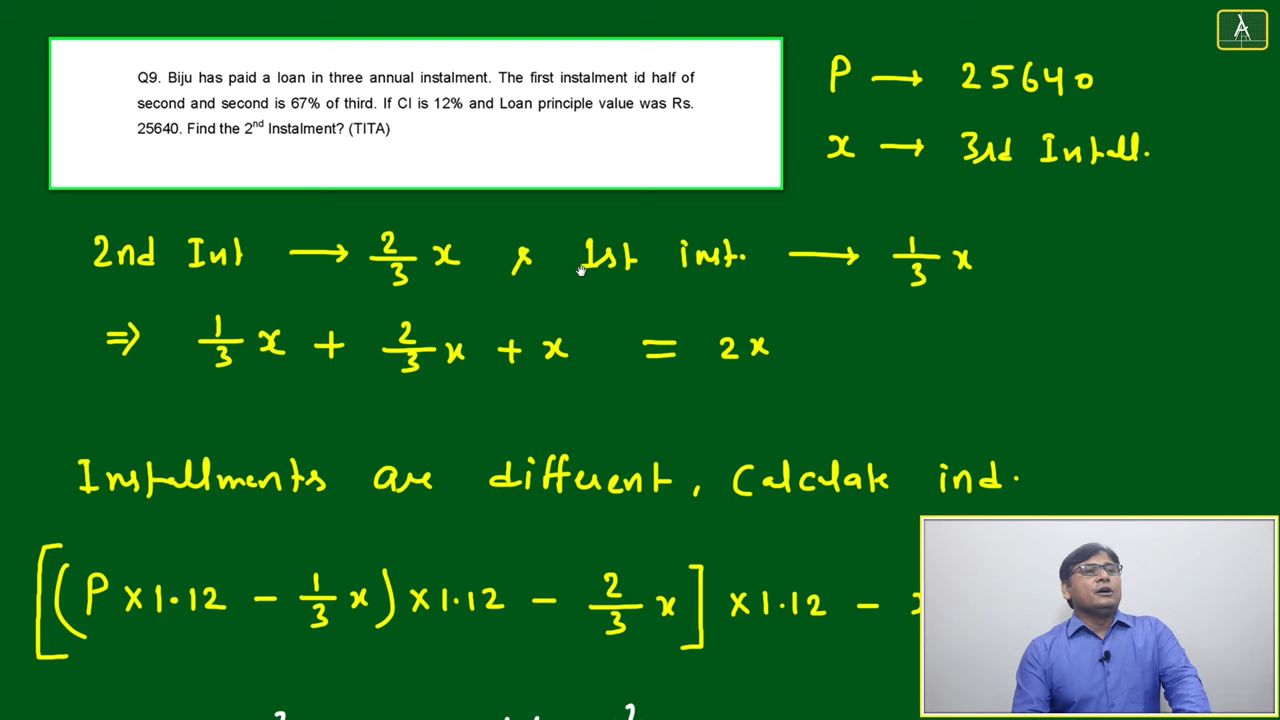 Q9. Biju has paid a loan in three annual instalment. The first instalment id half of
second and second is 67% of third. If CI is 12% and Loan principle value was Rs.
25640. Find the 2nd Instalment? (TITA)
P → 25640
x → 3rd Install.
2nd Int → 2/3 x & 1st inst. → 1/3 x
⇒ 1/3 x + 2/3 x + x = 2x
Installments are different, Calculate ind.
[(P × 1.12 − 1/3 x) × 1.12 − 2/3 x] × 1.12 −